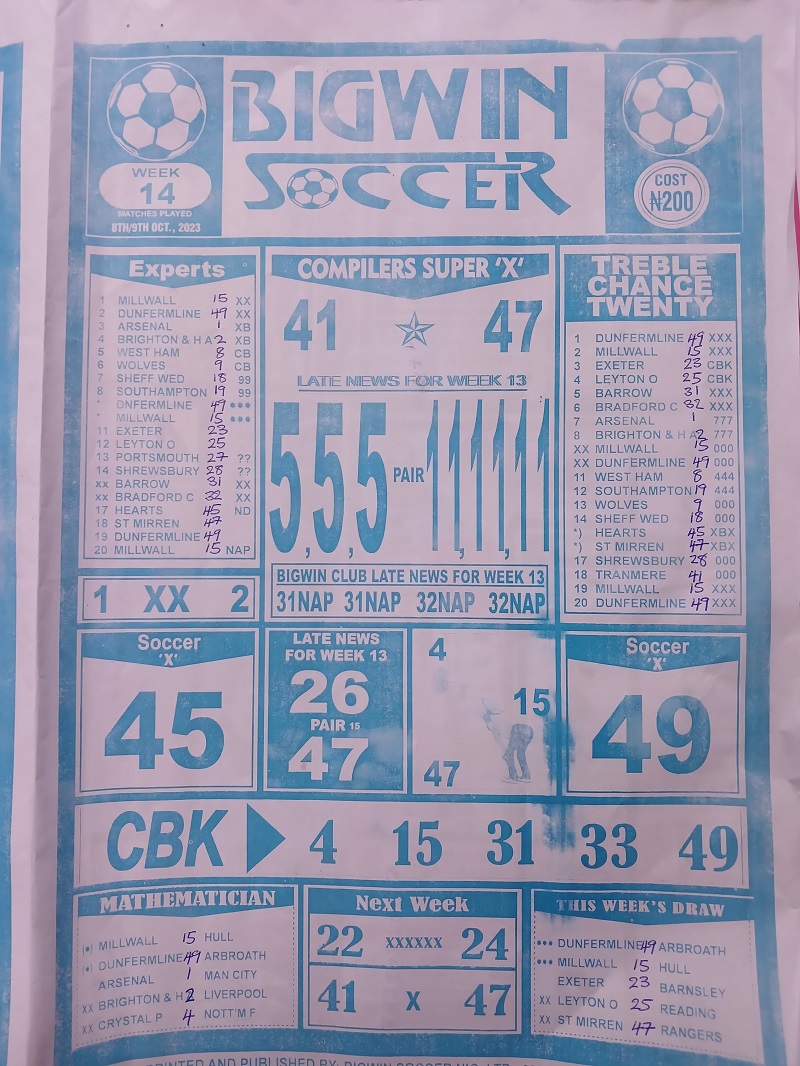 BIGWIN
SOCCER
WEEK
14
MATCHES PLAYED
8TH/9TH OCT., 2023
COST
₦200
Experts
1 MILLWALL 15 XX
2 DUNFERMLINE 49 XX
3 ARSENAL 1 XB
4 BRIGHTON & H A 2 XB
5 WEST HAM 8 CB
6 WOLVES 9 CB
7 SHEFF WED 18 99
8 SOUTHAMPTON 19 99
* DNFERMLINE 49 •••
* MILLWALL 15 •••
11 EXETER 23
12 LEYTON O 25
13 PORTSMOUTH 27 ??
14 SHREWSBURY 28 ??
xx BARROW 31 XX
xx BRADFORD C 32 XX
17 HEARTS 45 ND
18 ST MIRREN 47
19 DUNFERMLINE 49
20 MILLWALL 15 NAP
1 XX 2
COMPILERS SUPER 'X'
41 47
LATE NEWS FOR WEEK 13
5,5,5 PAIR 11,11,11
BIGWIN CLUB LATE NEWS FOR WEEK 13
31NAP 31NAP 32NAP 32NAP
TREBLE
CHANCE
TWENTY
1 DUNFERMLINE 49 XXX
2 MILLWALL 15 XXX
3 EXETER 23 CBK
4 LEYTON O 25 CBK
5 BARROW 31 XXX
6 BRADFORD C 32 XXX
7 ARSENAL 1 777
8 BRIGHTON & H A 2 777
XX MILLWALL 15 000
XX DUNFERMLINE 49 000
11 WEST HAM 8 444
12 SOUTHAMPTON 19 444
13 WOLVES 9 000
14 SHEFF WED 18 000
*) HEARTS 45 XBX
*) ST MIRREN 47 XBX
17 SHREWSBURY 28 000
18 TRANMERE 41 000
19 MILLWALL 15 XXX
20 DUNFERMLINE 49 XXX
Soccer
'X'
45
LATE NEWS
FOR WEEK 13
26
PAIR 15
47
4
15
47
Soccer
'X'
49
CBK 4 15 31 33 49
MATHEMATICIAN
(•) MILLWALL 15 HULL
(•) DUNFERMLINE 49 ARBROATH
ARSENAL 1 MAN CITY
XX BRIGHTON & H 2 LIVERPOOL
XX CRYSTAL P 4 NOTT'M F
Next Week
22 XXXXXX 24
41 X 47
THIS WEEK'S DRAW
••• DUNFERMLINE 49 ARBROATH
••• MILLWALL 15 HULL
EXETER 23 BARNSLEY
XX LEYTON O 25 READING
XX ST MIRREN 47 RANGERS
PRINTED AND PUBLISHED BY: BIGWIN SOCCER